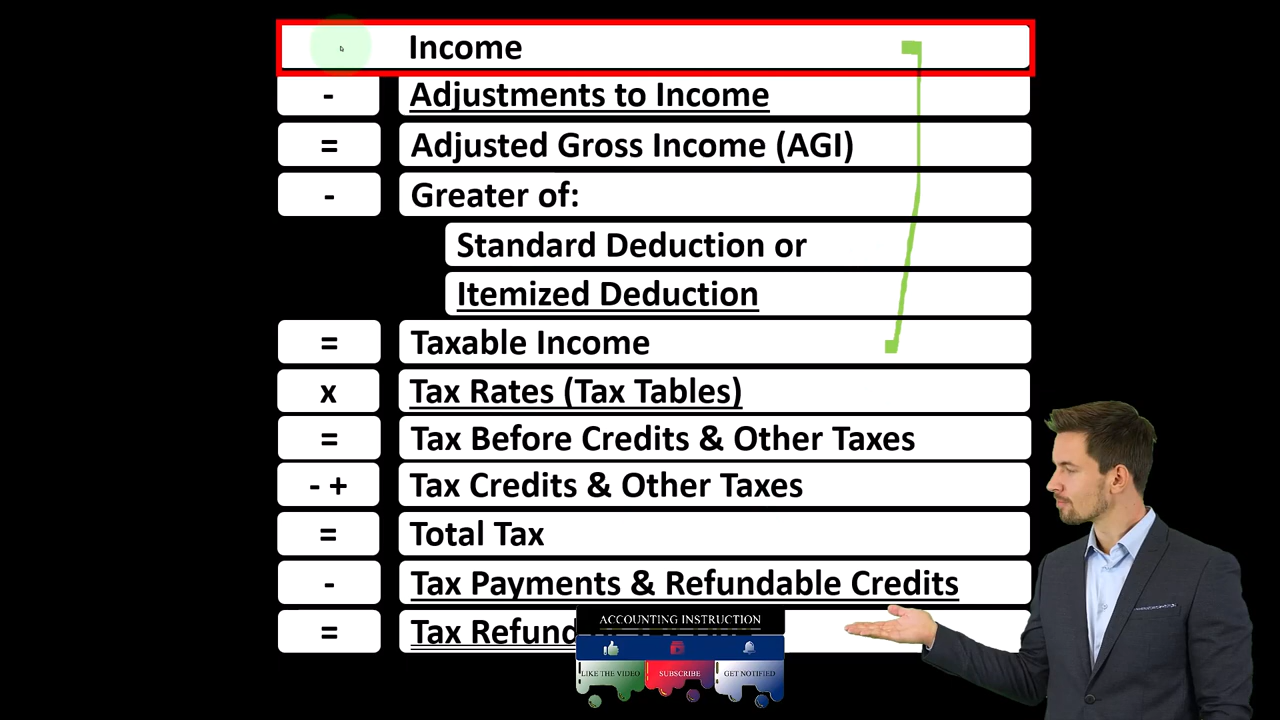 Income
- Adjustments to Income
= Adjusted Gross Income (AGI)
- Greater of:
Standard Deduction or
Itemized Deduction
= Taxable Income
x Tax Rates (Tax Tables)
= Tax Before Credits & Other Taxes
- + Tax Credits & Other Taxes
= Total Tax
- Tax Payments & Refundable Credits
= Tax Refund
ACCOUNTING INSTRUCTION
LIKE THE VIDEO SUBSCRIBE GET NOTIFIED